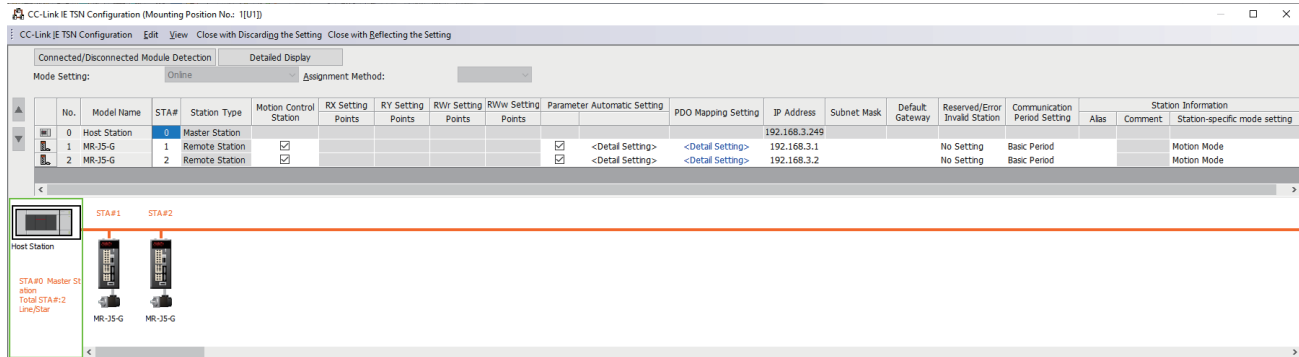 CC-Link IE TSN Configuration (Mounting Position No.: 1[U1])
CC-Link IE TSN Configuration Edit View Close with Discarding the Setting Close with Reflecting the Setting
Connected/Disconnected Module Detection Detailed Display
Mode Setting: Online Assignment Method:
No. Model Name STA# Station Type Motion Control Station RX Setting RY Setting RWr Setting RWw Setting Parameter Automatic Setting PDO Mapping Setting IP Address Subnet Mask Default Gateway Reserved/Error Invalid Station Communication Period Setting Station Information
Points Points Points Points Alias Comment Station-specific mode setting
0 Host Station 0 Master Station 192.168.3.249
1 MR-J5-G 1 Remote Station <Detail Setting> <Detail Setting> 192.168.3.1 No Setting Basic Period Motion Mode
2 MR-J5-G 2 Remote Station <Detail Setting> <Detail Setting> 192.168.3.2 No Setting Basic Period Motion Mode
STA#1 STA#2
Host Station
STA#0 Master St
ation
Total STA#:2
Line/Star
MR-J5-G MR-J5-G